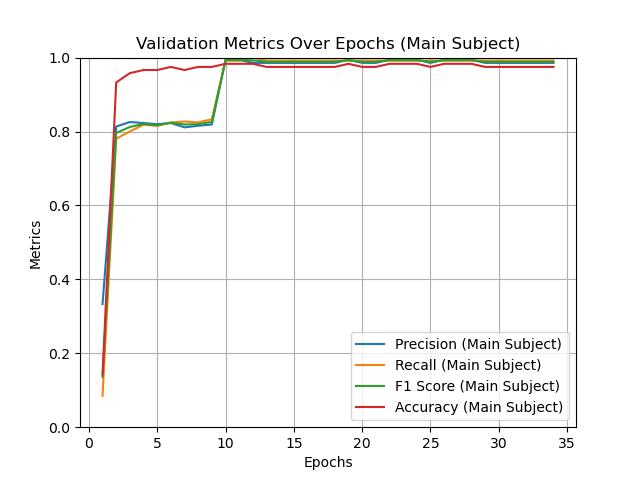 Validation Metrics Over Epochs (Main Subject)
1.0
0.8
0.6
0.4
0.2
0.0
Metrics
Precision (Main Subject)
Recall (Main Subject)
F1 Score (Main Subject)
Accuracy (Main Subject)
0 5 10 15 20 25 30 35
Epochs